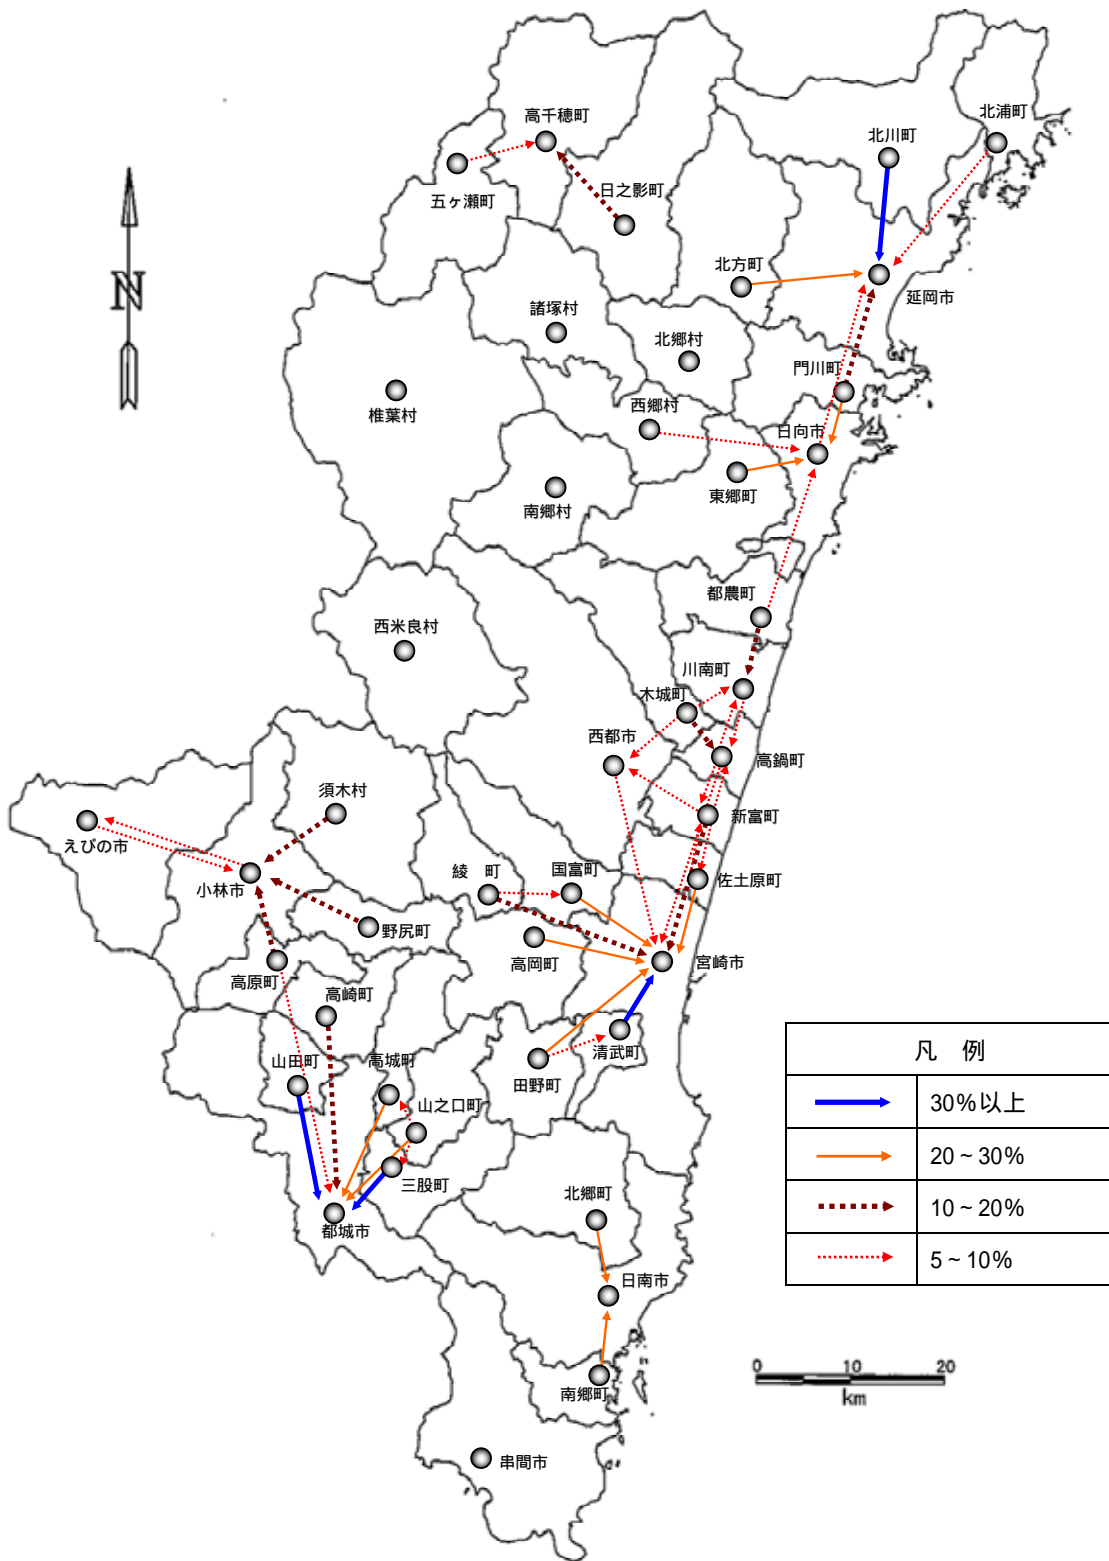 高千穂町
北浦町
北川町
五ヶ瀬町
日之影町
N
北方町
延岡市
諸塚村
北郷村
門川町
椎葉村
西郷村
日向市
東郷町
南郷村
都農町
西米良村
川南町
木城町
西都市
高鍋町
須木村
新富町
えびの市
小林市
綾 町
国富町
佐土原町
野尻町
高岡町
宮崎市
高原町
高崎町
清武町
山田町
高城町
田野町
山之口町
三股町
都城市
北郷町
日南市
南郷町
串間市
凡 例
30%以上
20~30%
10~20%
5~10%
0 10 20
km